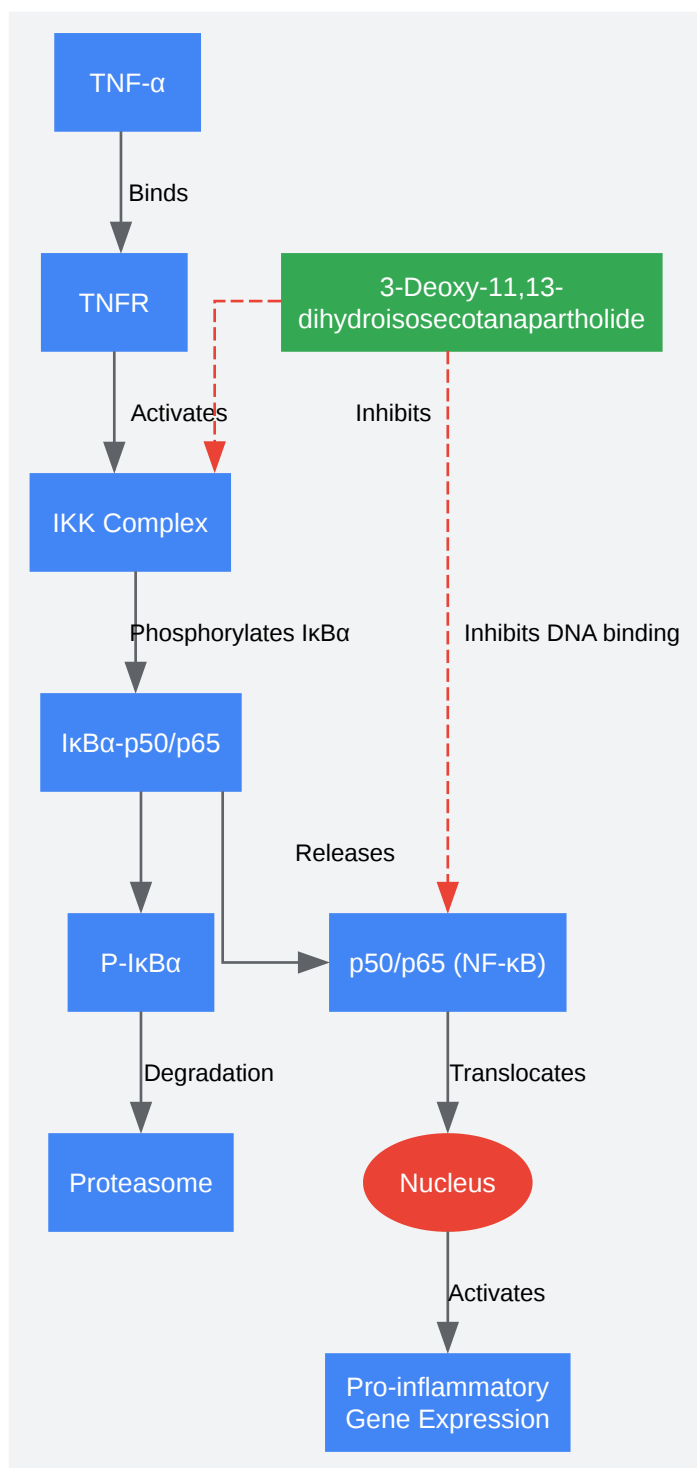 TNF-α
Binds
TNFR
3-Deoxy-11,13-
dihydroisosecotanapartholide
Activates
Inhibits
IKK Complex
Phosphorylates IκBα
Inhibits DNA binding
IκBα-p50/p65
Releases
P-IκBα
p50/p65 (NF-κB)
Degradation
Translocates
Proteasome
Nucleus
Activates
Pro-inflammatory
Gene Expression